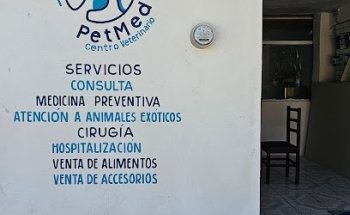 PetMed
Centro Veterinario
SERVICIOS
CONSULTA
MEDICINA PREVENTIVA
ATENCIÓN A ANIMALES EXÓTICOS
CIRUGÍA
HOSPITALIZACIÓN
VENTA DE ALIMENTOS
VENTA DE ACCESORIOS